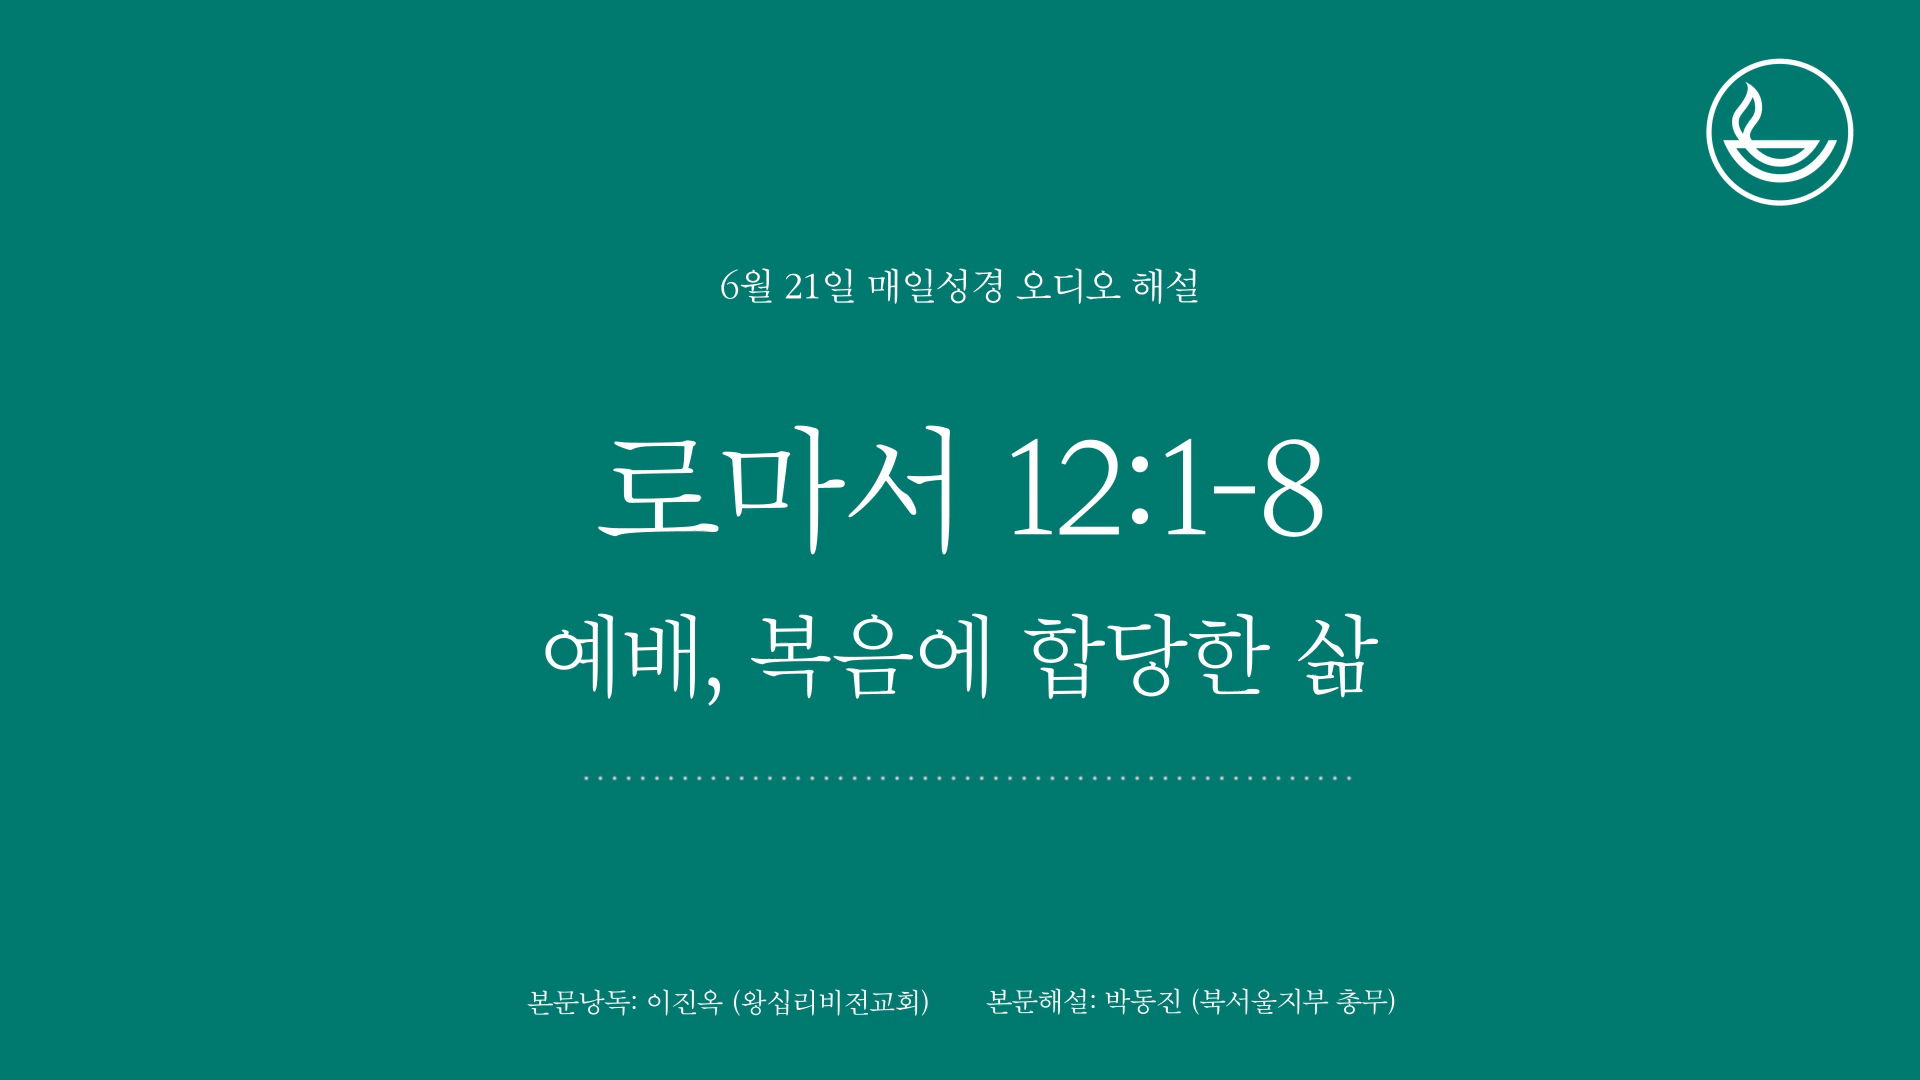 6월 21일 매일성경 오디오 해설
로마서 12:1-8
예배, 복음에 합당한 삶
본문낭독: 이진옥 (왕십리비전교회) 본문해설: 박동진 (북서울지부 총무)